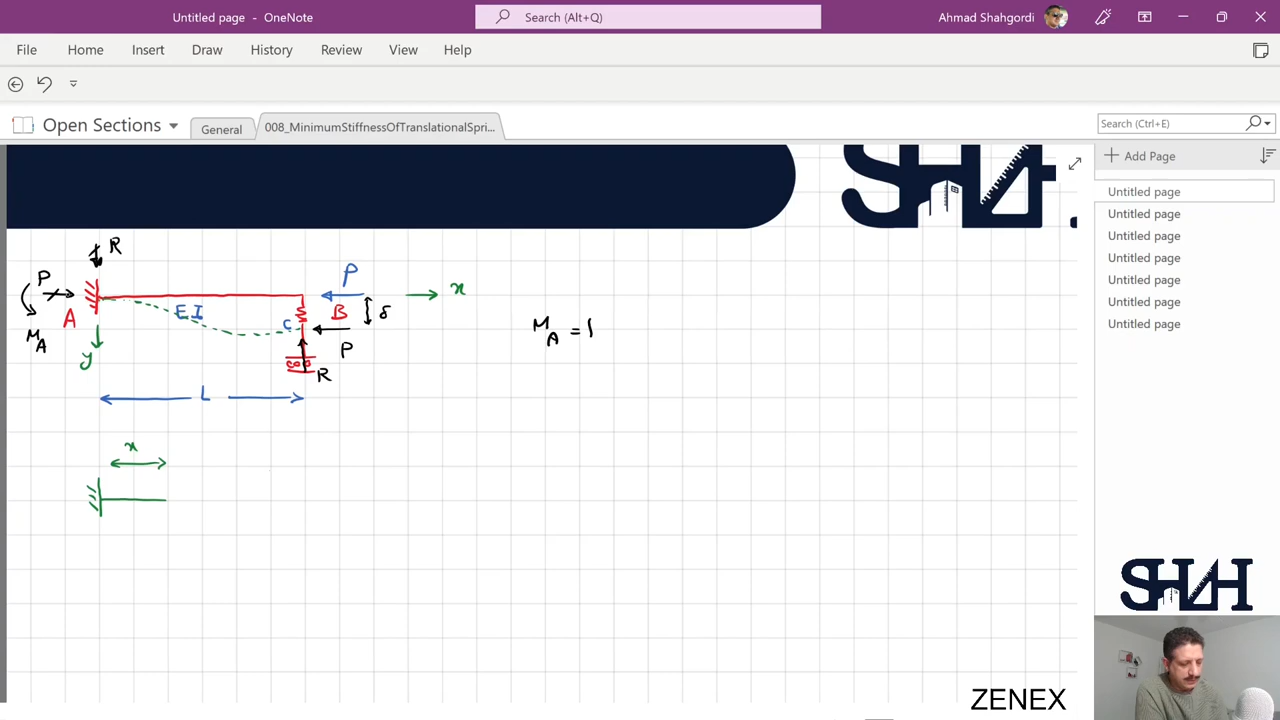 Untitled page - OneNote
Search (Alt+Q)
Ahmad Shahgordi
File Home Insert Draw History Review View Help
Open Sections
General
008_MinimumStiffnessOfTranslationalSpri...
Search (Ctrl+E)
Add Page
Untitled page
Untitled page
Untitled page
Untitled page
Untitled page
Untitled page
Untitled page
R
P
P
x
A
EI
C
B
δ
M_A
y
P
R
M_A =
L
x
ZENEX